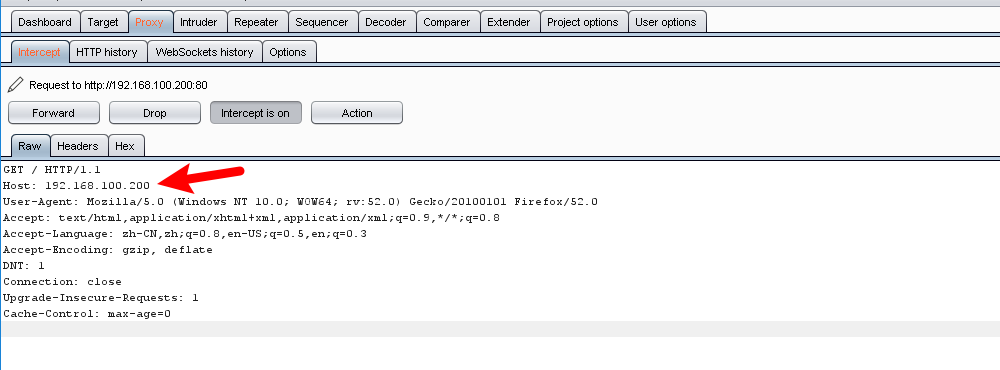 Dashboard Target Proxy Intruder Repeater Sequencer Decoder Comparer Extender Project options User options
Intercept HTTP history WebSockets history Options
Request to http://192.168.100.200:80
Forward Drop Intercept is on Action
Raw Headers Hex
GET / HTTP/1.1
Host: 192.168.100.200
User-Agent: Mozilla/5.0 (Windows NT 10.0; WOW64; rv:52.0) Gecko/20100101 Firefox/52.0
Accept: text/html,application/xhtml+xml,application/xml;q=0.9,*/*;q=0.8
Accept-Language: zh-CN,zh;q=0.8,en-US;q=0.5,en;q=0.3
Accept-Encoding: gzip, deflate
DNT: 1
Connection: close
Upgrade-Insecure-Requests: 1
Cache-Control: max-age=0